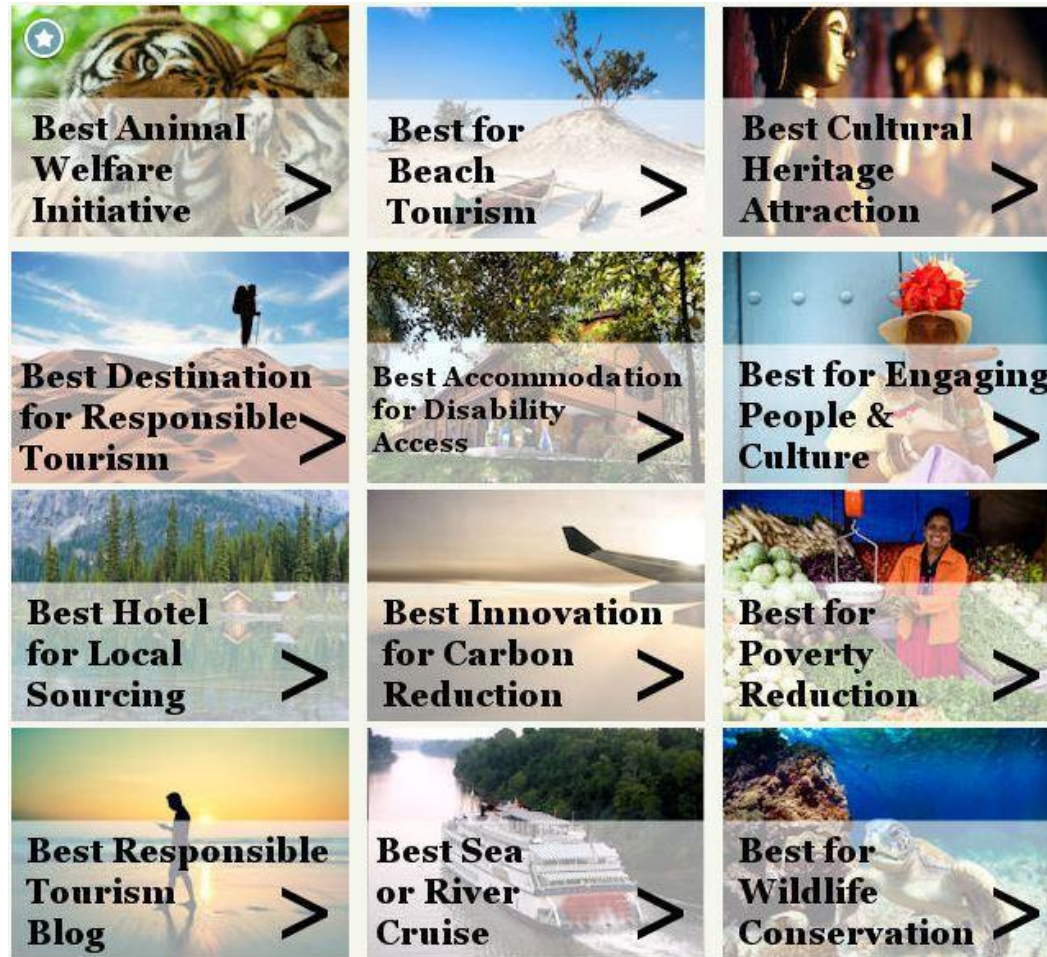 Best Animal
Welfare
Initiative
>
Best for
Beach
Tourism
>
Best Cultural
Heritage
Attraction
>
Best Destination
for Responsible
Tourism
>
Best Accommodation
for Disability
Access
>
Best for Engaging
People &
Culture
>
Best Hotel
for Local
Sourcing
>
Best Innovation
for Carbon
Reduction
>
Best for
Poverty
Reduction
>
Best Responsible
Tourism
Blog
>
Best Sea
or River
Cruise
>
Best for
Wildlife
Conservation
>